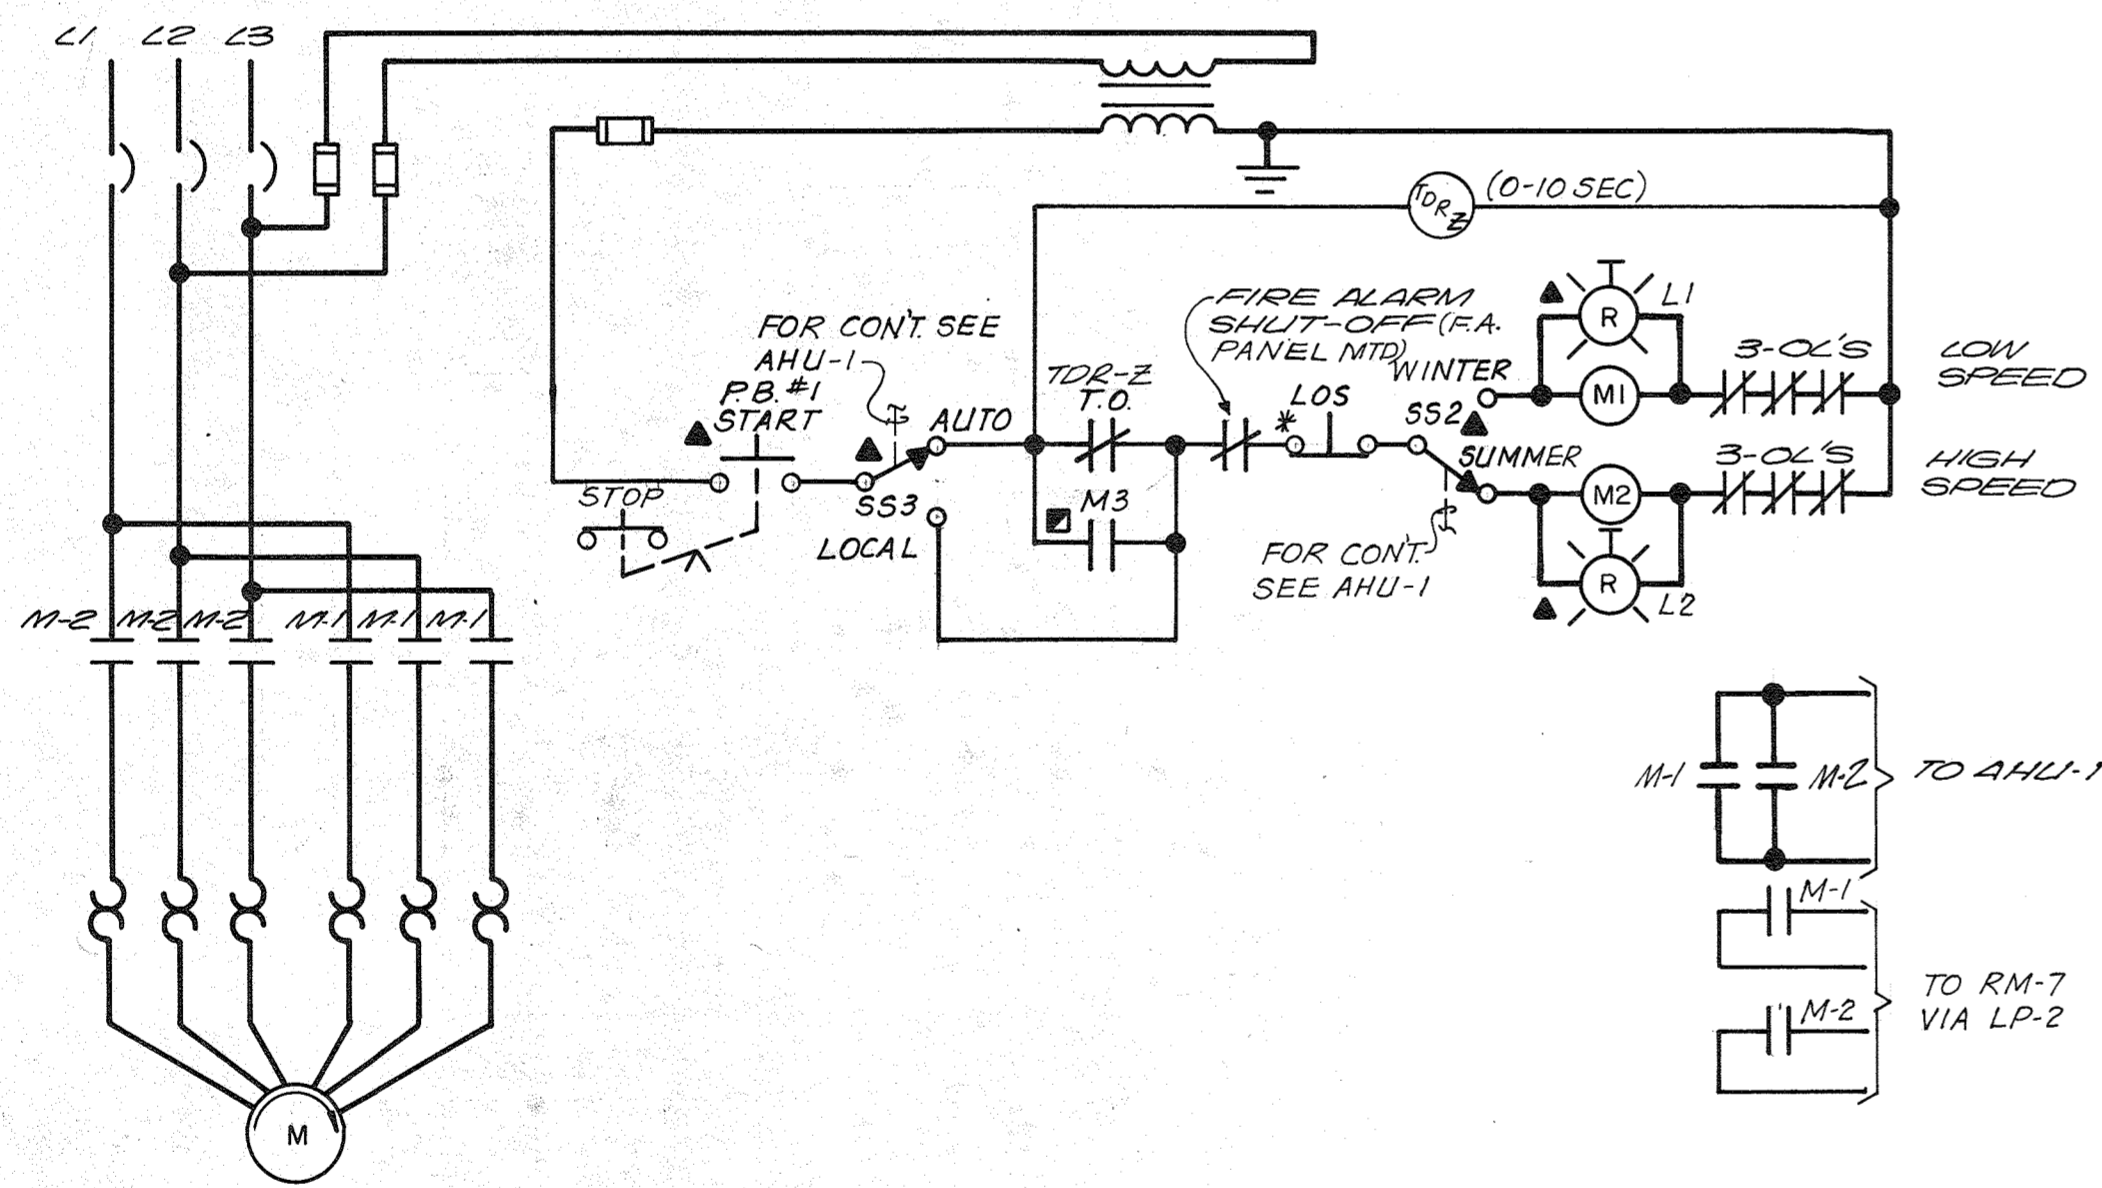 L1 L2 L3
TDR Z
(0-10 SEC)
FOR CON'T. SEE
AHU-1
P.B. #1
START
STOP
AUTO
SS3
LOCAL
TDR-Z
T.O.
M3
FIRE ALARM
SHUT-OFF (F.A.
PANEL MTD)
*
LOS
WINTER
SS2
SUMMER
FOR CON'T.
SEE AHU-1
R
L1
M1
3-OL'S
LOW
SPEED
M2
3-OL'S
HIGH
SPEED
R
L2
M-2 M-2 M-2 M-1 M-1 M-1
M
M-1
M-2
TO AHU-1
M-1
M-2
TO RM-7
VIA LP-2